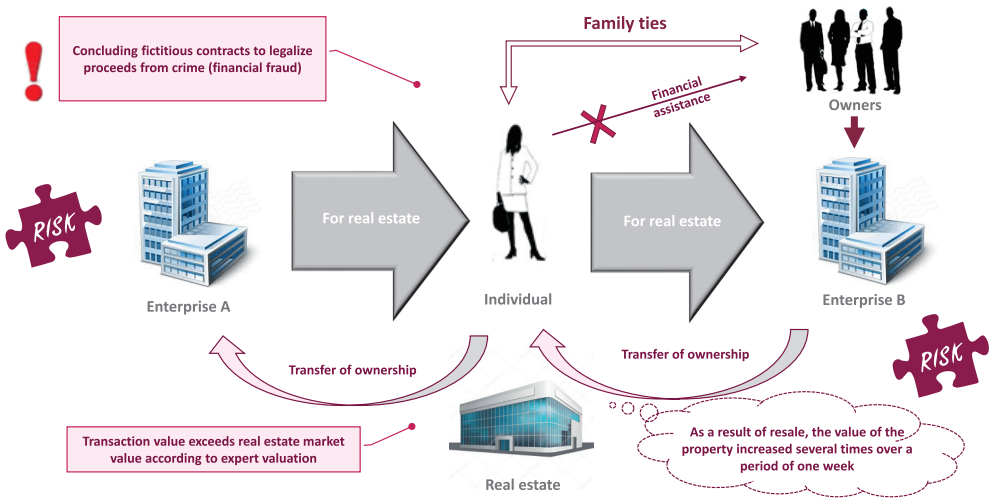 Family ties
Concluding fictitious contracts to legalize
proceeds from crime (financial fraud)
Financial
assistance
Owners
RISK
For real estate
For real estate
Enterprise A
Individual
Enterprise B
RISK
Transfer of ownership
Transfer of ownership
Transaction value exceeds real estate market
value according to expert valuation
As a result of resale, the value of the
property increased several times over a
period of one week
Real estate